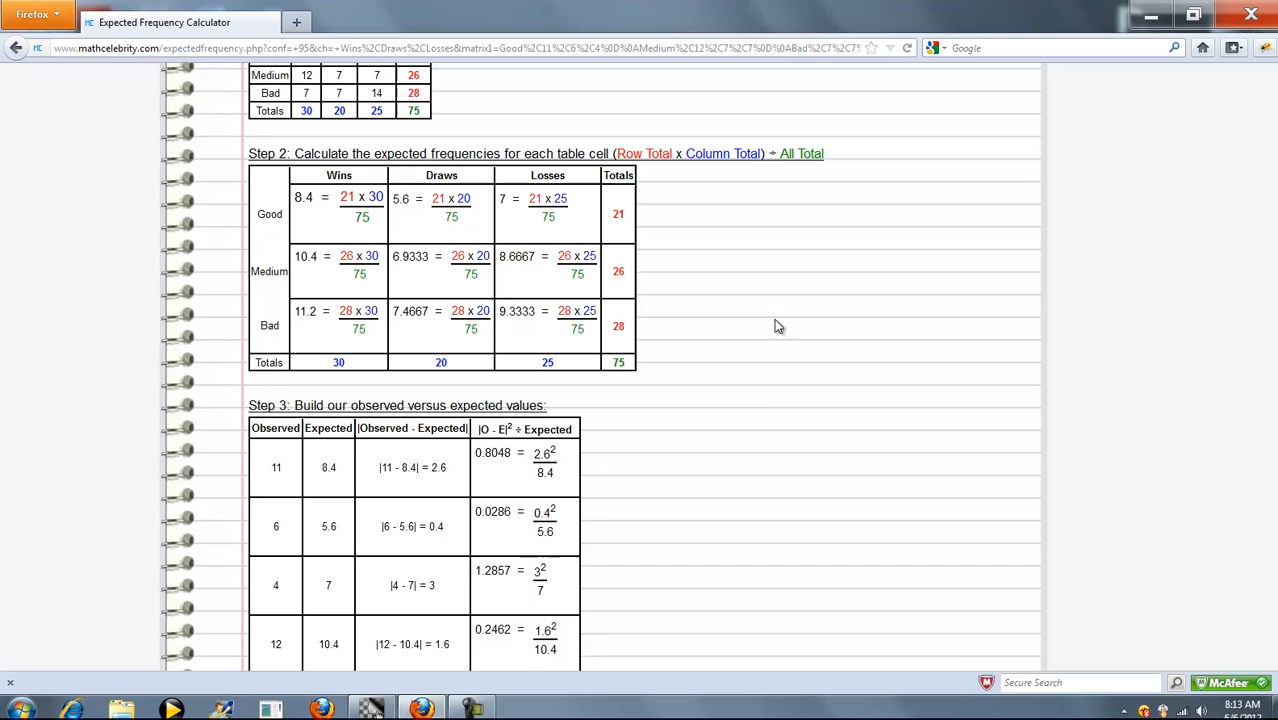 Firefox
Expected Frequency Calculator
www.mathcelebrity.com/expectedfrequency.php?conf=+95&ch=+Wins%2CDraws%2CLosses&matrix1=Good%2C11%2C6%2C4%0D%0AMedium%2C12%2C7%2C7%0D%0ABad%2C7%2C7%
Google
Medium 12 7 7 26
Bad 7 7 14 28
Totals 30 20 25 75
Step 2: Calculate the expected frequencies for each table cell (Row Total x Column Total) ÷ All Total
Wins Draws Losses Totals
8.4 = 21 x 30 5.6 = 21 x 20 7 = 21 x 25
Good 75 75 75 21
10.4 = 26 x 30 6.9333 = 26 x 20 8.6667 = 26 x 25
Medium 75 75 75 26
11.2 = 28 x 30 7.4667 = 28 x 20 9.3333 = 28 x 25
Bad 75 75 75 28
Totals 30 20 25 75
Step 3: Build our observed versus expected values:
Observed Expected |Observed - Expected| |O - E|² ÷ Expected
11 8.4 |11 - 8.4| = 2.6 0.8048 = 2.6²
8.4
6 5.6 |6 - 5.6| = 0.4 0.0286 = 0.4²
5.6
4 7 |4 - 7| = 3 1.2857 = 3²
7
12 10.4 |12 - 10.4| = 1.6 0.2462 = 1.6²
10.4
Secure Search
McAfee
8:13 AM
6/6/2012